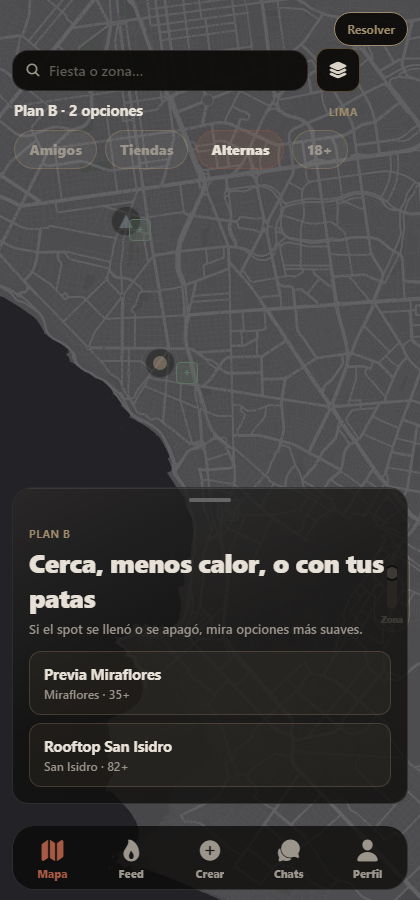 Resolver
Fiesta o zona...
Plan B · 2 opciones
LIMA
Amigos
Tiendas
Alternas
18+
PLAN B
Cerca, menos calor, o con tus
patas
Zona
Si el spot se llenó o se apagó, mira opciones más suaves.
Previa Miraflores
Miraflores · 35+
Rooftop San Isidro
San Isidro · 82+
Mapa
Feed
Crear
Chats
Perfil